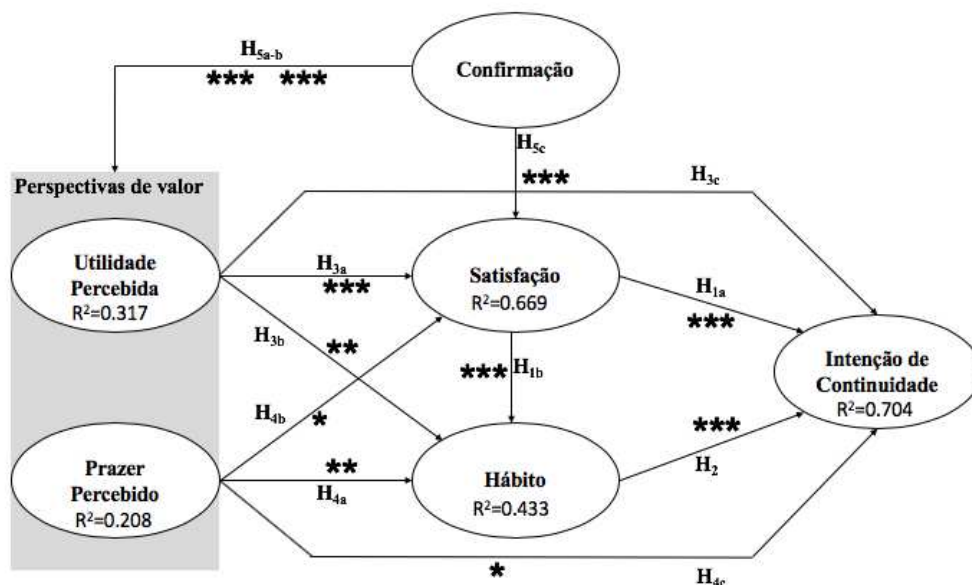 H5a-b
*** ***
Confirmação
H5c
***
H3c
Perspectivas de valor
Utilidade
Percebida
R²=0.317
H3a
***
Satisfação
R²=0.669
H1a
***
H3b
**
***
H1b
Intenção de
Continuidade
R²=0.704
H4b
*
***
H2
Prazer
Percebido
R²=0.208
**
H4a
Hábito
R²=0.433
*
H4c